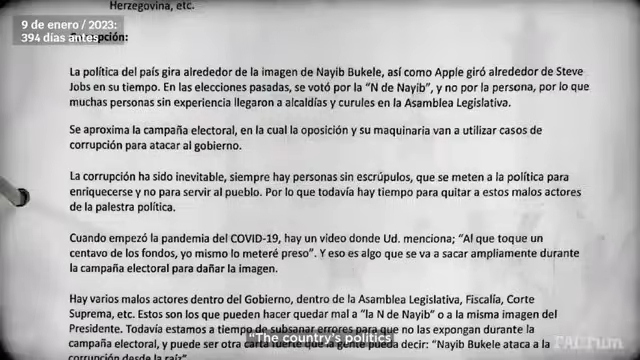 Herzegovina, etc.
9 de enero / 2023:
394 días antes
Corrupción:
La política del país gira alrededor de la imagen de Nayib Bukele, así como Apple giró alrededor de Steve
Jobs en su tiempo. En las elecciones pasadas, se votó por la "N de Nayib", y no por la persona, por lo que
muchas personas sin experiencia llegaron a alcaldías y curules en la Asamblea Legislativa.
Se aproxima la campaña electoral, en la cual la oposición y su maquinaria van a utilizar casos de
corrupción para atacar al gobierno.
La corrupción ha sido inevitable, siempre hay personas sin escrúpulos, que se meten a la política para
enriquecerse y no para servir al pueblo. Por lo que todavía hay tiempo para quitar a estos malos actores
de la palestra política.
Cuando empezó la pandemia del COVID-19, hay un video donde Ud. menciona; "Al que toque un
centavo de los fondos, yo mismo lo meteré preso". Y eso es algo que se va a sacar ampliamente durante
la campaña electoral para dañar la imagen.
Hay varios malos actores dentro del Gobierno, dentro de la Asamblea Legislativa, Fiscalía, Corte
Suprema, etc. Estos son los que pueden hacer quedar mal a "la N de Nayib" o a la misma imagen del
Presidente. Todavía estamos a tiempo de subsanar errores para que no las expongan durante la
campaña electoral, y puede ser otra carta fuerte que la gente pueda decir: "Nayib Bukele ataca a la
corrupción desde la raíz"
"The country's politics
FACTUM